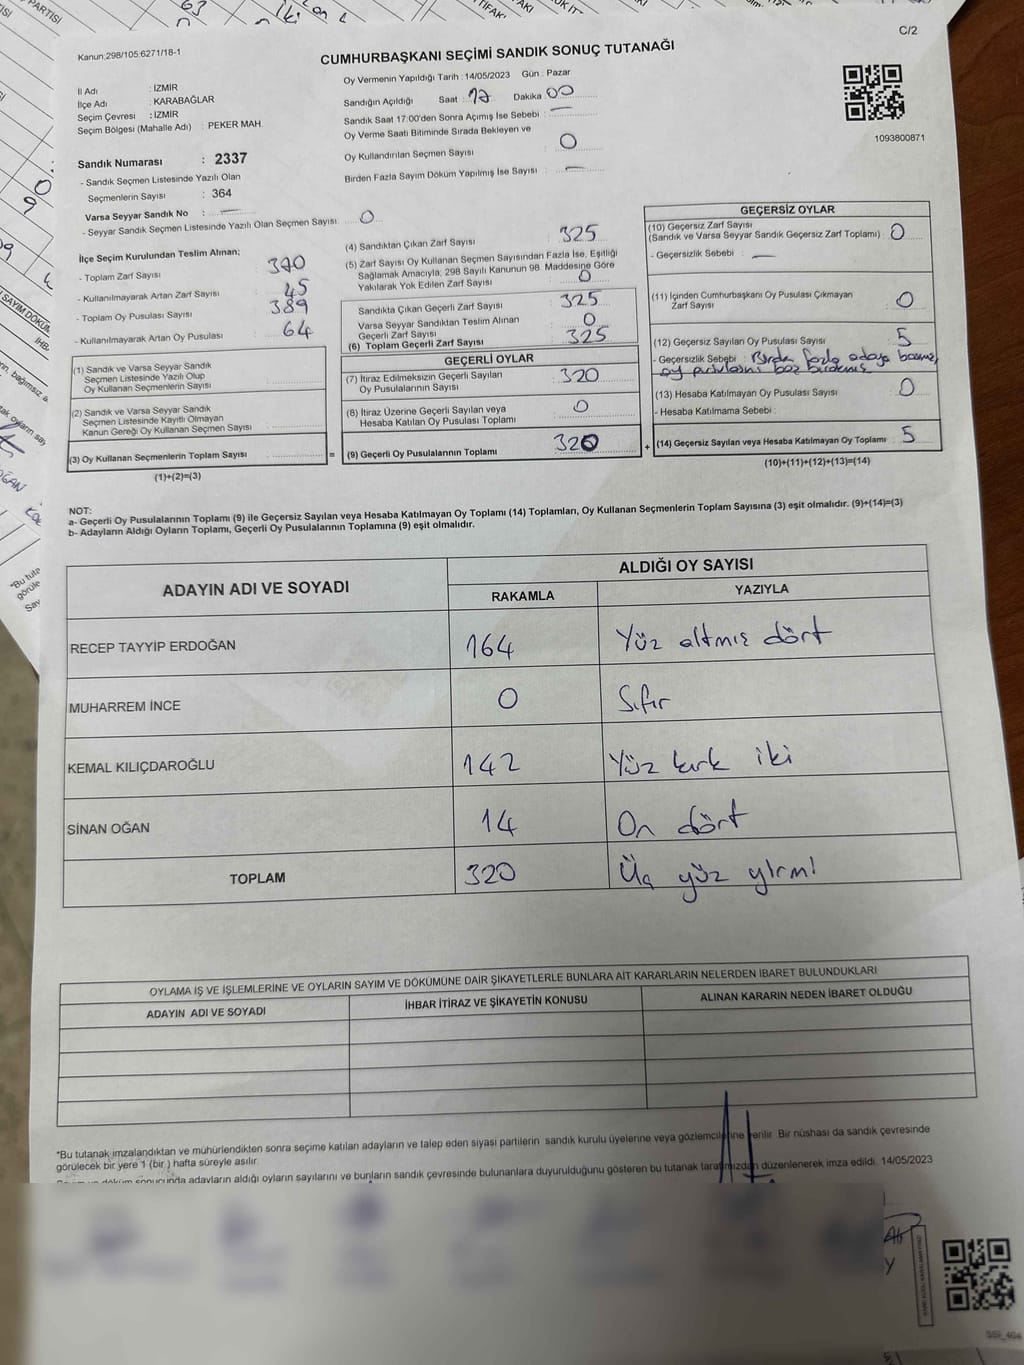 C/2
Kanun:298/105.6271/18-1
CUMHURBAŞKANI SEÇİMİ SANDIK SONUÇ TUTANAĞI
İl Adı : İZMİR
İlçe Adı : KARABAĞLAR
Seçim Çevresi : İZMİR
Seçim Bölgesi (Mahalle Adı) : PEKER MAH.
Sandık Numarası : 2337
- Sandık Seçmen Listesinde Yazılı Olan
Seçmenlerin Sayısı : 364
Varsa Seyyar Sandık No :
- Seyyar Sandık Seçmen Listesinde Yazılı Olan Seçmen Sayısı: 0
Oy Vermenin Yapıldığı Tarih :14/05/2023 Gün : Pazar
Sandığın Açıldığı Saat : 17 Dakika 00
Sandık Saat 17:00'den Sonra Açımış İse Sebebi :
Oy Verme Saati Bitiminde Sırada Bekleyen ve
Oy Kullandırılan Seçmen Sayısı : 0
Birden Fazla Sayım Döküm Yapılmış İse Sayısı :
1093800871
İlçe Seçim Kurulundan Teslim Alınan;
- Toplam Zarf Sayısı : 370
- Kullanılmayarak Artan Zarf Sayısı : 45
- Toplam Oy Pusulası Sayısı : 389
- Kullanılmayarak Artan Oy Pusulası : 64
(1) Sandık ve Varsa Seyyar Sandık
Seçmen Listesinde Yazılı Olup
Oy Kullanan Seçmenlerin Sayısı :
(2) Sandık ve Varsa Seyyar Sandık
Seçmen Listesinde Kayıtlı Olmayan
Kanun Gereği Oy Kullanan Seçmen Sayısı :
(3) Oy Kullanan Seçmenlerin Toplam Sayısı : =
(1)+(2)=(3)
(4) Sandıktan Çıkan Zarf Sayısı : 325
(5) Zarf Sayısı Oy Kullanan Seçmen Sayısından Fazla İse, Eşitliği
Sağlamak Amacıyla, 298 Sayılı Kanunun 98. Maddesine Göre
Yakılarak Yok Edilen Zarf Sayısı : 0
Sandıkta Çıkan Geçerli Zarf Sayısı : 325
Varsa Seyyar Sandıktan Teslim Alınan
Geçerli Zarf Sayısı : 0
(6) Toplam Geçerli Zarf Sayısı : 325
GEÇERLİ OYLAR
(7) İtiraz Edilmeksizin Geçerli Sayılan
Oy Pusulalarının Sayısı : 320
(8) İtiraz Üzerine Geçerli Sayılan veya
Hesaba Katılan Oy Pusulası Toplamı : 0
(9) Geçerli Oy Pusulalarının Toplamı : 320 +
GEÇERSİZ OYLAR
(10) Geçersiz Zarf Sayısı
(Sandık ve Varsa Seyyar Sandık Geçersiz Zarf Toplamı) : 0
- Geçersizlik Sebebi :
(11) İçinden Cumhurbaşkanı Oy Pusulası Çıkmayan
Zarf Sayısı : 0
(12) Geçersiz Sayılan Oy Pusulası Sayısı : 5
- Geçersizlik Sebebi : Birden fazla adaya basmış,
oy pusulasını boş bırakmış
(13) Hesaba Katılmayan Oy Pusulası Sayısı : 0
- Hesaba Katılmama Sebebi :
(14) Geçersiz Sayılan veya Hesaba Katılmayan Oy Toplamı : 5
(10)+(11)+(12)+(13)=(14)
NOT:
a- Geçerli Oy Pusulalarının Toplamı (9) ile Geçersiz Sayılan veya Hesaba Katılmayan Oy Toplamı (14) Toplamları, Oy Kullanan Seçmenlerin Toplam Sayısına (3) eşit olmalıdır. (9)+(14)=(3)
b- Adayların Aldığı Oyların Toplamı, Geçerli Oy Pusulalarının Toplamına (9) eşit olmalıdır.
ADAYIN ADI VE SOYADI ALDIĞI OY SAYISI
RAKAMLA YAZIYLA
RECEP TAYYİP ERDOĞAN 164 Yüz altmış dört
MUHARREM İNCE 0 Sıfır
KEMAL KILIÇDAROĞLU 142 Yüz kırk iki
SİNAN OĞAN 14 On dört
TOPLAM 320 Üç yüz yirmi
OYLAMA İŞ VE İŞLEMLERİNE VE OYLARIN SAYIM VE DÖKÜMÜNE DAİR ŞİKAYETLERLE BUNLARA AİT KARARLARIN NELERDEN İBARET BULUNDUKLARI
ADAYIN ADI VE SOYADI İHBAR İTİRAZ VE ŞİKAYETİN KONUSU ALINAN KARARIN NEDEN İBARET OLDUĞU
*Bu tutanak imzalandıktan ve mühürlendikten sonra seçime katılan adayların ve talep eden siyasi partilerin sandık kurulu üyelerine veya gözlemcilerine verilir. Bir nüshası da sandık çevresinde
görülecek bir yere 1 (bir ) hafta süreyle asılır.
döküm sonucunda adayların aldığı oyların sayılarını ve bunların sandık çevresinde bulunanlara duyurulduğunu gösteren bu tutanak tarafımızdan düzenlenerek imza edildi. 14/05/2023